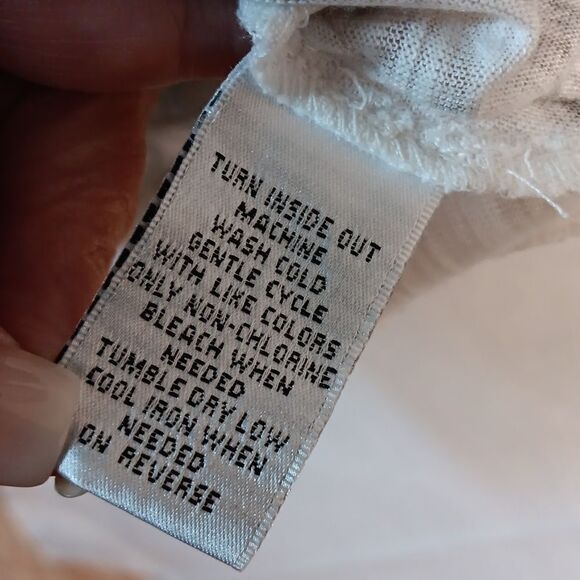 TURN INSIDE OUT
MACHINE
WASH COLD
GENTLE CYCLE
WITH LIKE COLORS
ONLY NON-CHLORINE
BLEACH WHEN
NEEDED
TUMBLE DRY LOW
COOL IRON WHEN
NEEDED
ON REVERSE